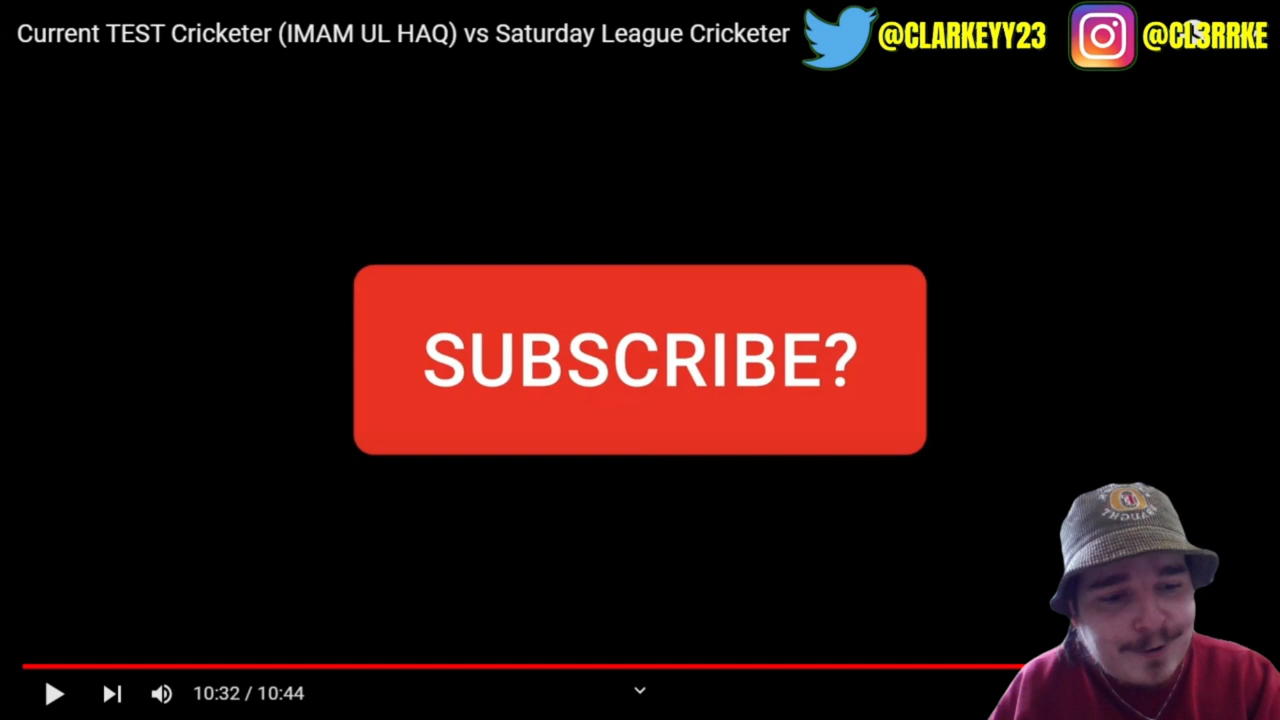 Current TEST Cricketer (IMAM UL HAQ) vs Saturday League Cricketer
@CLARKEYY23
@CL3RRKE
SUBSCRIBE?
10:32 / 10:44